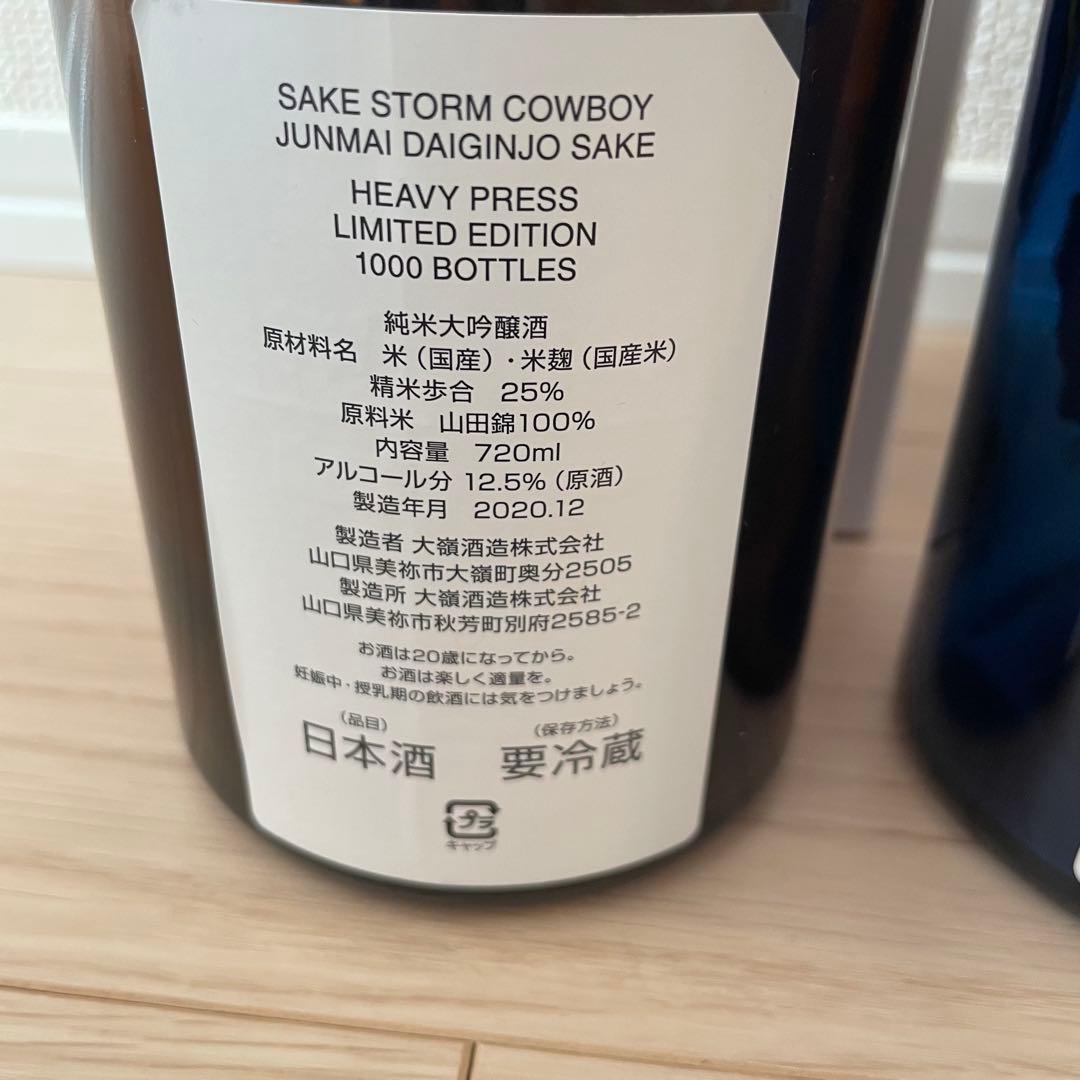 SAKE STORM COWBOY
JUNMAI DAIGINJO SAKE
HEAVY PRESS
LIMITED EDITION
1000 BOTTLES
純米大吟醸酒
原材料名 米（国産）・米麹（国産米）
精米歩合 25%
原料米 山田錦100%
内容量 720ml
アルコール分 12.5%（原酒）
製造年月 2020.12
製造者 大嶺酒造株式会社
山口県美祢市大嶺町奥分2505
製造所 大嶺酒造株式会社
山口県美祢市秋芳町別府2585-2
お酒は20歳になってから。
お酒は楽しく適量を。
妊娠中・授乳期の飲酒には気をつけましょう。
（品目） （保存方法）
日本酒 要冷蔵
プラ
キャップ